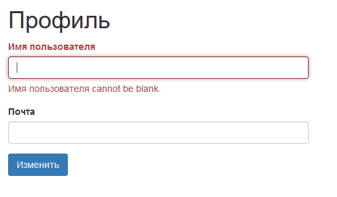 Профиль
Имя пользователя
Имя пользователя cannot be blank.
Почта
Изменить